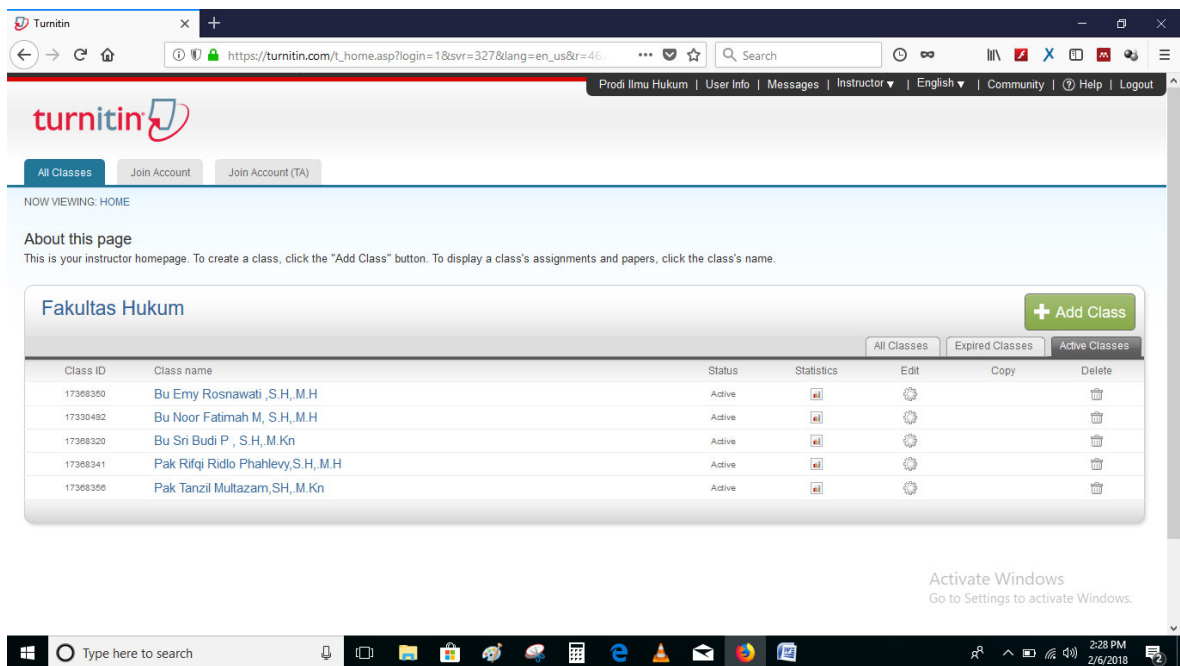 Turnitin
https://turnitin.com/t_home.asp?login=1&svr=327&lang=en_us&r=46.
Search
Prodi Ilmu Hukum | User Info | Messages | Instructor | English | Community | Help | Logout
turnitin
All Classes Join Account Join Account (TA)
NOW VIEWING: HOME
About this page
This is your instructor homepage. To create a class, click the "Add Class" button. To display a class's assignments and papers, click the class's name.
Fakultas Hukum
Add Class
All Classes Expired Classes Active Classes
Class ID Class name Status Statistics Edit Copy Delete
17368350 Bu Emy Rosnawati ,S.H,.M.H Active
17330492 Bu Noor Fatimah M, S.H,.M.H Active
17368320 Bu Sri Budi P , S.H,.M.Kn Active
17368341 Pak Rifqi Ridlo Phahlevy,S.H,.M.H Active
17368356 Pak Tanzil Multazam,SH,.M.Kn Active
Activate Windows
Go to Settings to activate Windows.
Type here to search
2:28 PM
2/6/2018